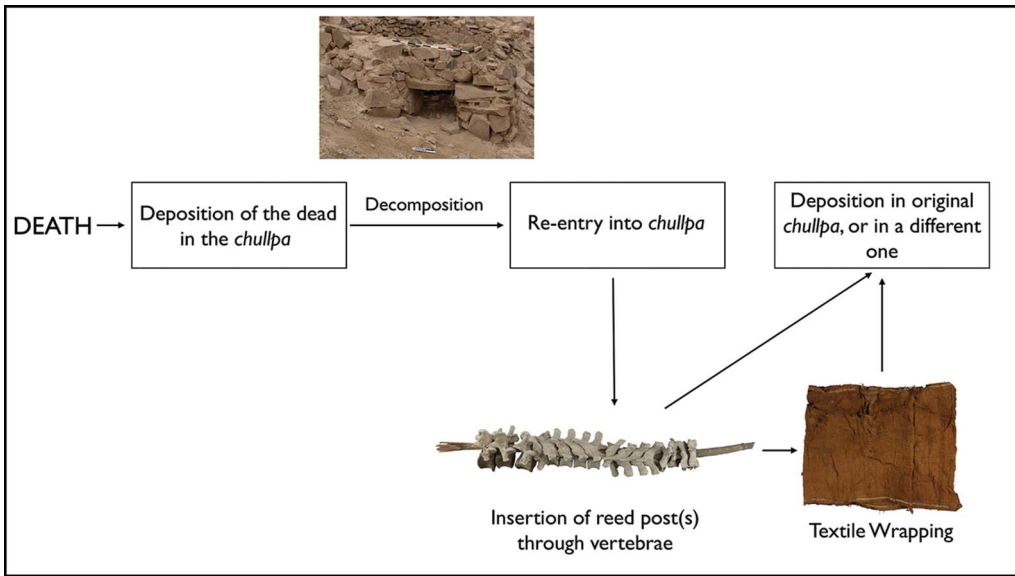 DEATH
Deposition of the dead
in the chullpa
Decomposition
Re-entry into chullpa
Deposition in original
chullpa, or in a different
one
Insertion of reed post(s)
through vertebrae
Textile Wrapping